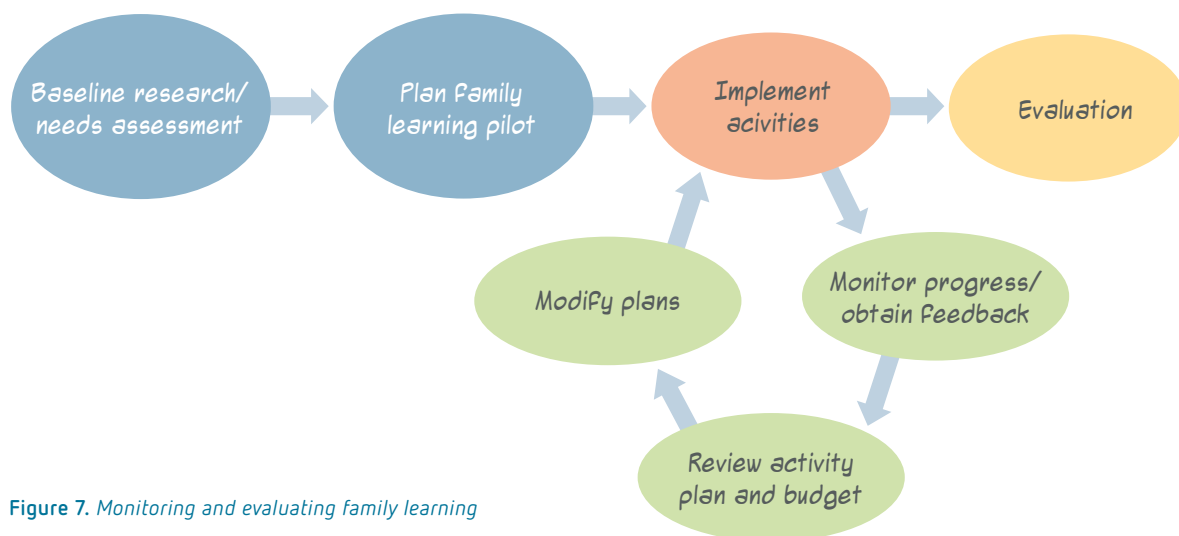 Baseline research/
needs assessment
Plan family
learning pilot
Implement
acivities
Evaluation
Modify plans
Monitor progress/
obtain feedback
Review activity
plan and budget
Figure 7. Monitoring and evaluating family learning